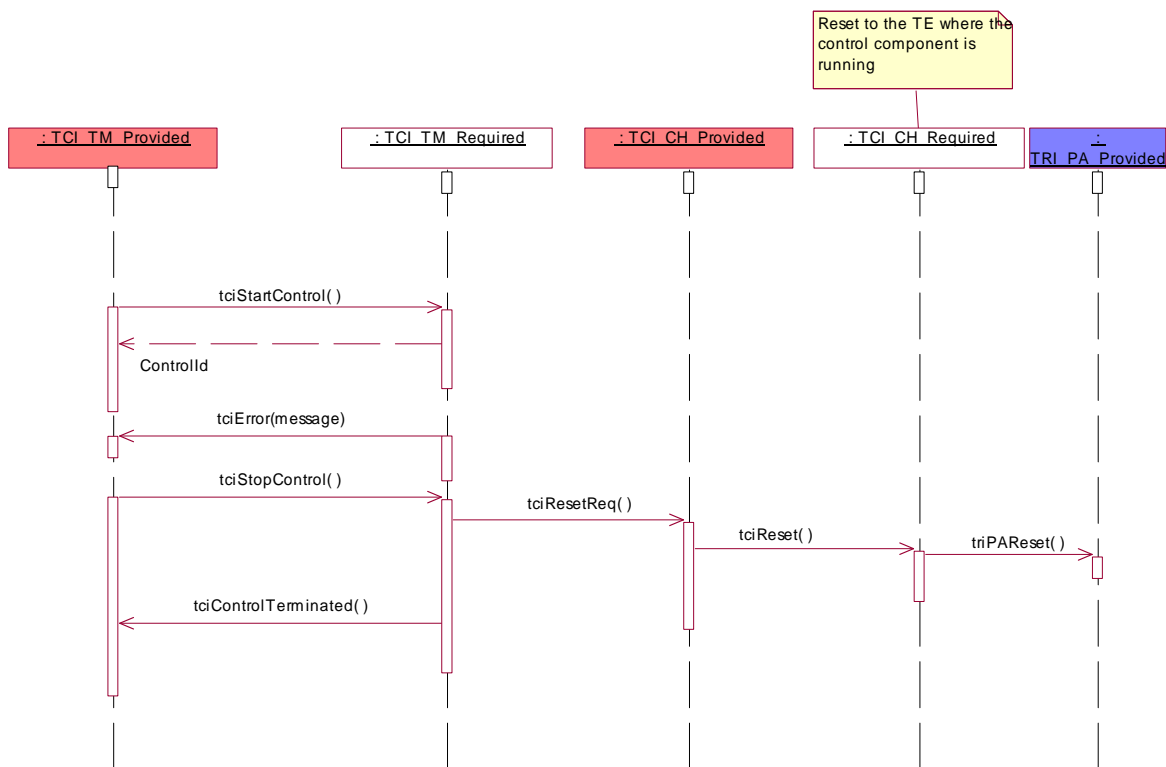 Reset to the TE where the
control component is
running
: TCI_TM_Provided
: TCI_TM_Required
: TCI_CH_Provided
: TCI_CH_Required
:
TRI_PA_Provided
tciStartControl( )
ControlId
tciError(message)
tciStopControl( )
tciResetReq( )
tciReset( )
triPAReset( )
tciControlTerminated( )